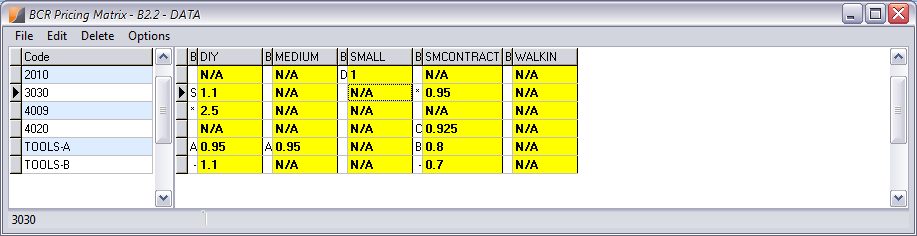 BCR Pricing Matrix - B2.2 - DATA
File Edit Delete Options
Code B DIY B MEDIUM B SMALL B SMCONTRACT B WALKIN
2010 N/A N/A D 1 N/A N/A
3030 S 1.1 N/A N/A * 0.95 N/A
4009 * 2.5 N/A N/A N/A N/A
4020 N/A N/A N/A C 0.925 N/A
TOOLS-A A 0.95 A 0.95 N/A B 0.8 N/A
TOOLS-B - 1.1 N/A N/A - 0.7 N/A
3030